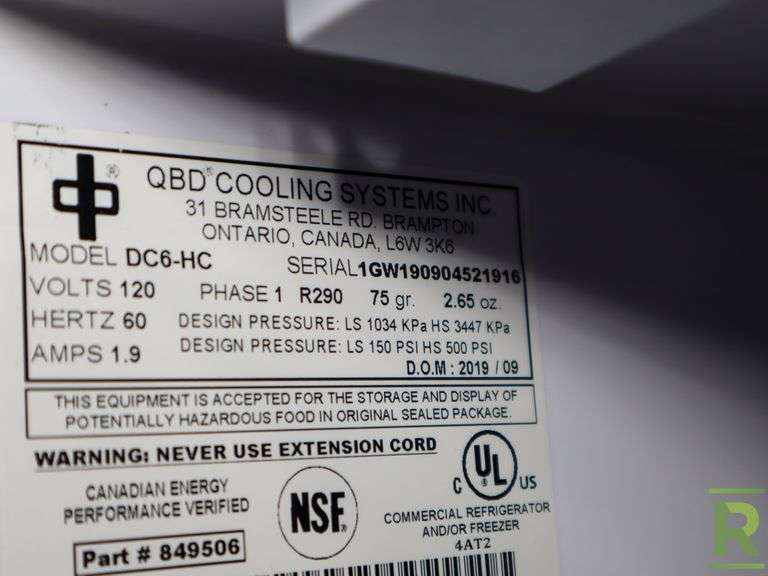 QBD® COOLING SYSTEMS INC.
31 BRAMSTEELE RD. BRAMPTON
ONTARIO, CANADA, L6W 3K6
MODEL DC6-HC SERIAL1GW190904521916
VOLTS 120 PHASE 1 R290 75 gr. 2.65 oz.
HERTZ 60 DESIGN PRESSURE: LS 1034 KPa HS 3447 KPa
AMPS 1.9 DESIGN PRESSURE: LS 150 PSI HS 500 PSI
D.O.M : 2019 / 09
THIS EQUIPMENT IS ACCEPTED FOR THE STORAGE AND DISPLAY OF
POTENTIALLY HAZARDOUS FOOD IN ORIGINAL SEALED PACKAGE.
WARNING: NEVER USE EXTENSION CORD
CANADIAN ENERGY
PERFORMANCE VERIFIED
Part # 849506
NSF®
C UL® US
COMMERCIAL REFRIGERATOR
AND/OR FREEZER
4AT2
R